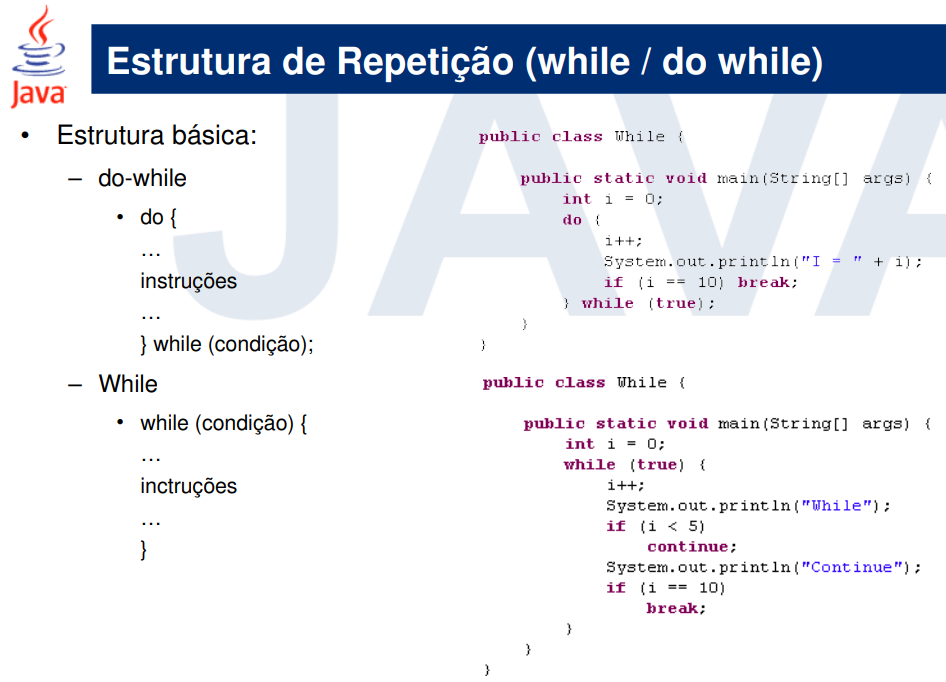 Java
Estrutura de Repetição (while / do while)
• Estrutura básica:
– do-while
• do {
…
instruções
…
} while (condição);
– While
• while (condição) {
…
inctruções
…
}
public class While {
public static void main(String[] args) {
int i = 0;
do {
i++;
System.out.println("I = " + i);
if (i == 10) break;
} while (true);
}
}
public class While {
public static void main(String[] args) {
int i = 0;
while (true) {
i++;
System.out.println("While");
if (i < 5)
continue;
System.out.println("Continue");
if (i == 10)
break;
}
}
}
JAVA